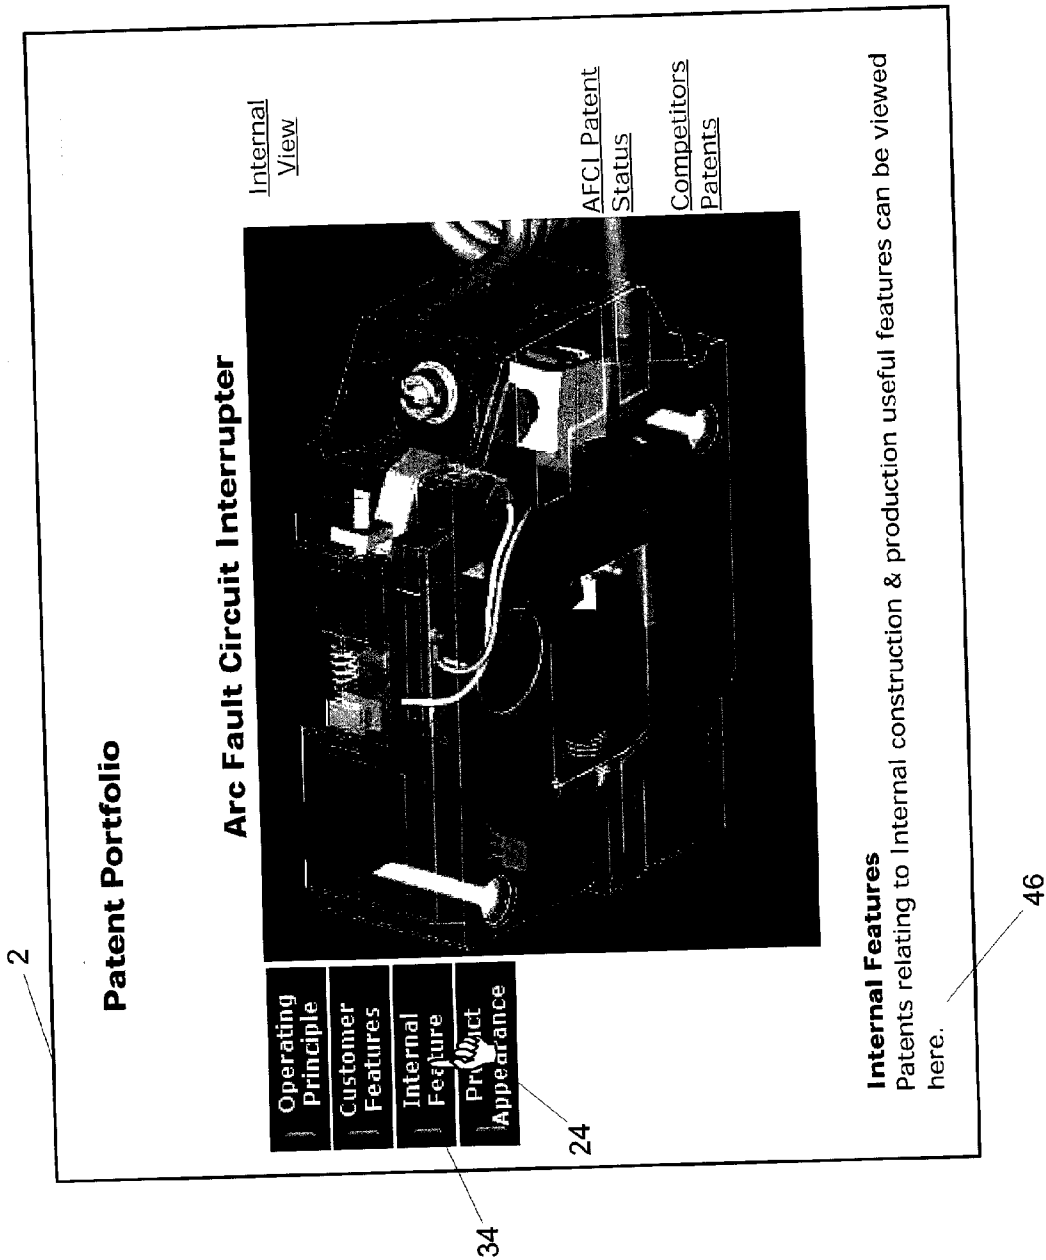 2
Patent Portfolio
Arc Fault Circuit Interrupter
Operating
Principle
Customer
Features
Internal
Feature
Appearance
Internal
View
AFCI Patent
Status
Competitors
Patents
Internal Features
Patents relating to Internal construction & production useful features can be viewed
here.
34
24
46